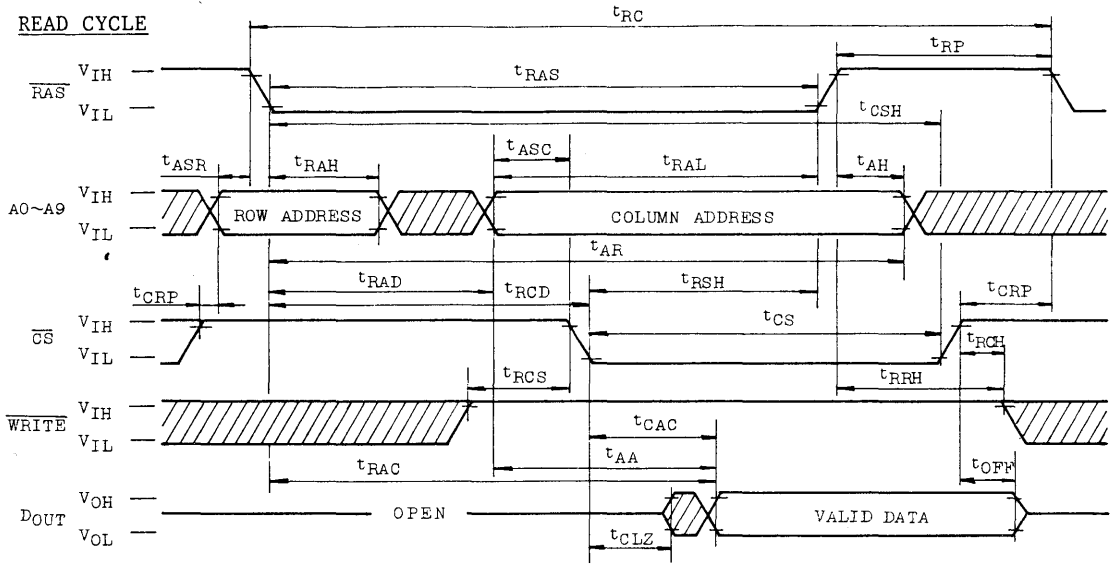 READ CYCLE
tRC
tRP
tRAS
tCSH
RAS
VIH
VIL
tASR
tRAH
tASC
tRAL
tAH
A0~A9
VIH
VIL
ROW ADDRESS
COLUMN ADDRESS
tAR
tRAD
tRCD
tRSH
tCRP
tCRP
CS
VIH
VIL
tCS
tRCH
tRCS
tRRH
WRITE
VIH
VIL
tCAC
tAA
tRAC
tOFF
DOUT
VOH
VOL
OPEN
VALID DATA
tCLZ